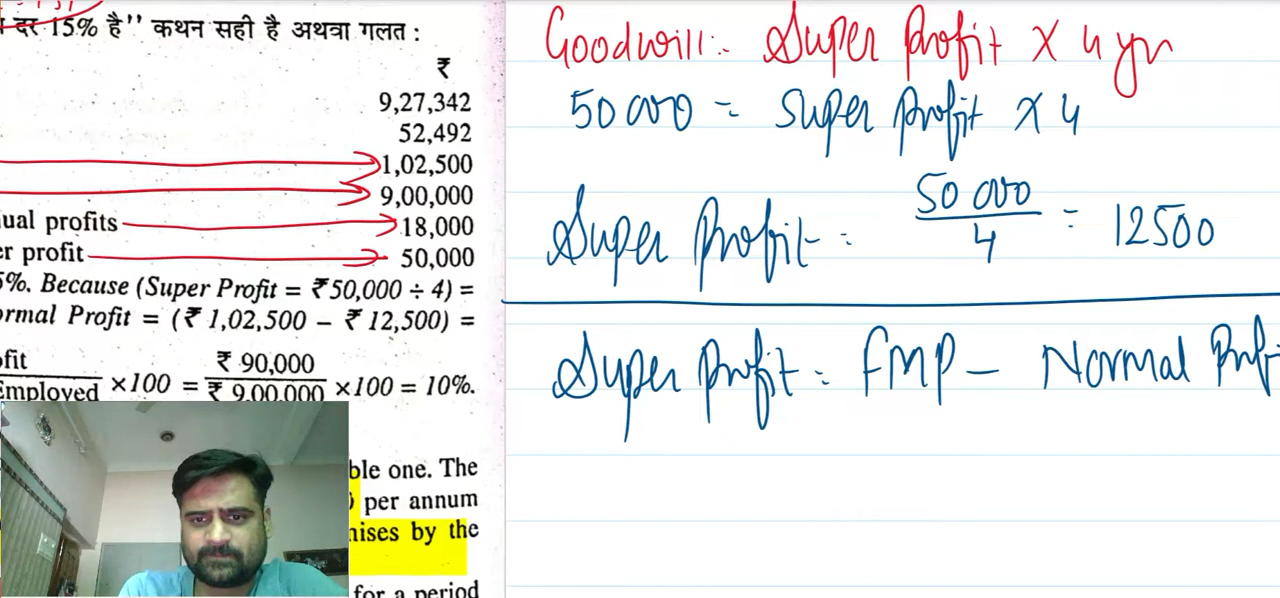 दर 15% है'' कथन सही है अथवा गलत :
₹
9,27,342
52,492
1,02,500
9,00,000
ual profits 18,000
er profit 50,000
5%. Because (Super Profit = ₹ 50,000 ÷ 4) =
ormal Profit = (₹ 1,02,500 – ₹ 12,500) =
ofit ₹ 90,000
Employed ×100 = ₹ 9,00,000 ×100 = 10%.
ble one. The
per annum
nises by the
for a period
Goodwill:- Super Profit X 4 yr
50000 = Super Profit X 4
Super Profit = 50000 / 4 = 12500
Super Profit = FMP - Normal Profi